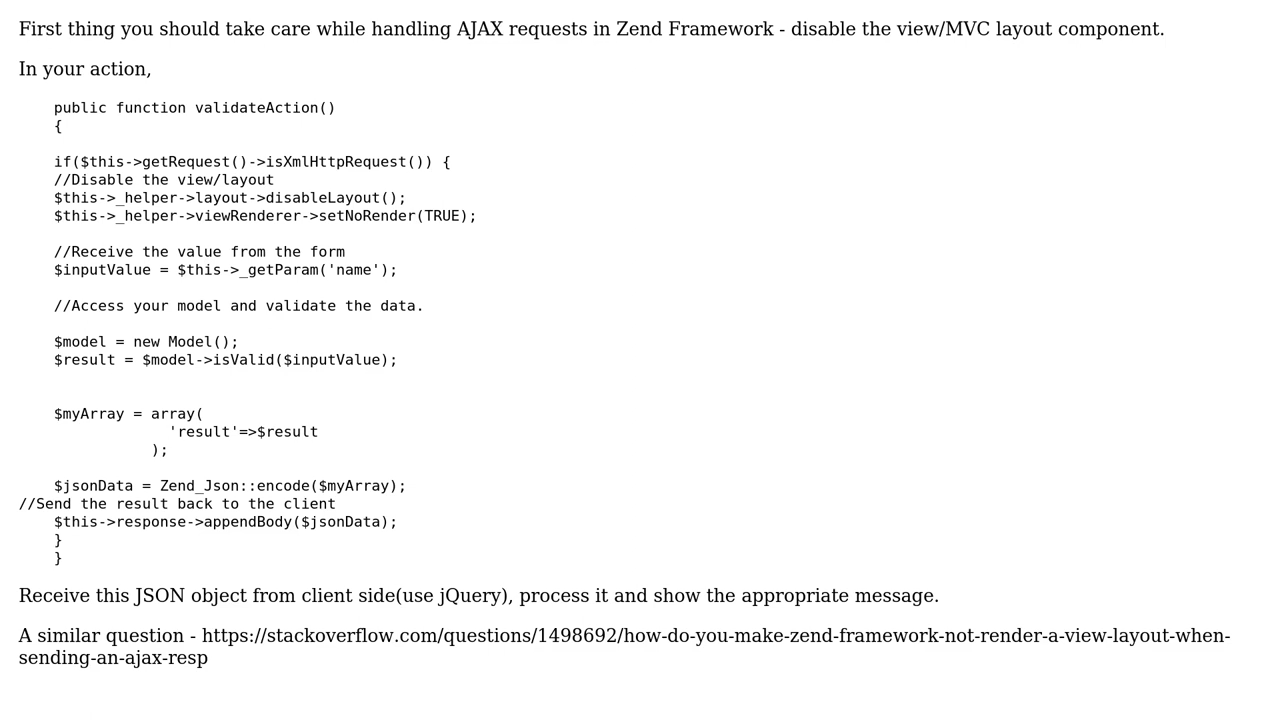 First thing you should take care while handling AJAX requests in Zend Framework - disable the view/MVC layout component.
In your action,
public function validateAction()
{
if($this->getRequest()->isXmlHttpRequest()) {
//Disable the view/layout
$this->_helper->layout->disableLayout();
$this->_helper->viewRenderer->setNoRender(TRUE);
//Receive the value from the form
$inputValue = $this->_getParam('name');
//Access your model and validate the data.
$model = new Model();
$result = $model->isValid($inputValue);
$myArray = array(
'result'=>$result
);
$jsonData = Zend_Json::encode($myArray);
//Send the result back to the client
$this->response->appendBody($jsonData);
}
}
Receive this JSON object from client side(use jQuery), process it and show the appropriate message.
A similar question - https://stackoverflow.com/questions/1498692/how-do-you-make-zend-framework-not-render-a-view-layout-when-
sending-an-ajax-resp